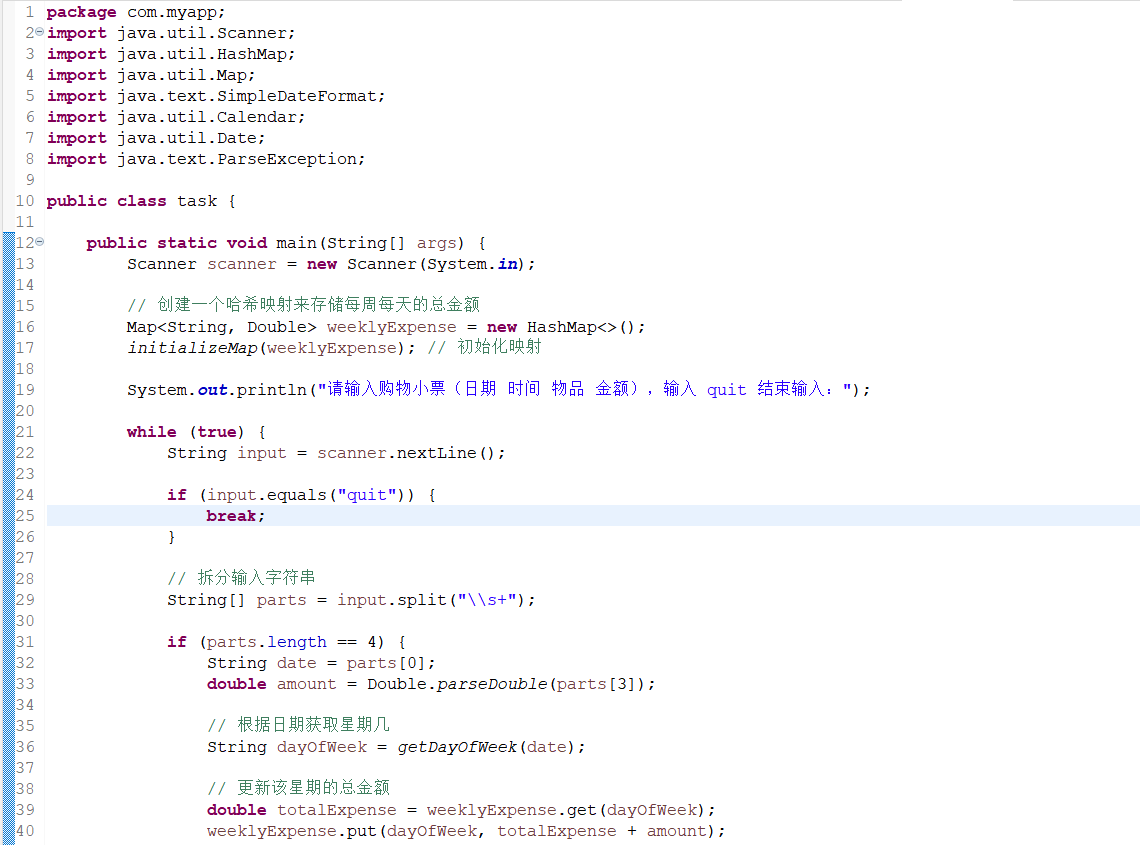 1 package com.myapp;
2 import java.util.Scanner;
3 import java.util.HashMap;
4 import java.util.Map;
5 import java.text.SimpleDateFormat;
6 import java.util.Calendar;
7 import java.util.Date;
8 import java.text.ParseException;
9
10 public class task {
11
12     public static void main(String[] args) {
13         Scanner scanner = new Scanner(System.in);
14
15         // 创建一个哈希映射来存储每周每天的总金额
16         Map<String, Double> weeklyExpense = new HashMap<>();
17         initializeMap(weeklyExpense); // 初始化映射
18
19         System.out.println("请输入购物小票（日期 时间 物品 金额），输入 quit 结束输入：");
20
21         while (true) {
22             String input = scanner.nextLine();
23
24             if (input.equals("quit")) {
25                 break;
26             }
27
28             // 拆分输入字符串
29             String[] parts = input.split("\\s+");
30
31             if (parts.length == 4) {
32                 String date = parts[0];
33                 double amount = Double.parseDouble(parts[3]);
34
35                 // 根据日期获取星期几
36                 String dayOfWeek = getDayOfWeek(date);
37
38                 // 更新该星期的总金额
39                 double totalExpense = weeklyExpense.get(dayOfWeek);
40                 weeklyExpense.put(dayOfWeek, totalExpense + amount);